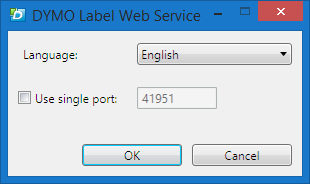 DYMO Label Web Service
Language: English
Use single port: 41951
OK Cancel